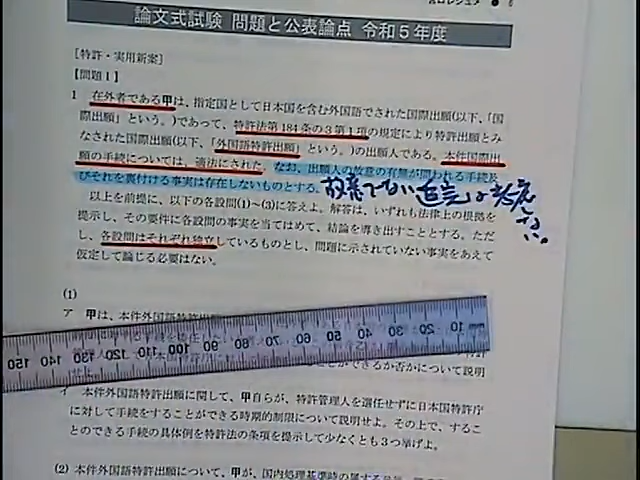 論文式試験 問題と公表論点 令和5年度
[特許・実用新案]
【問題Ⅰ】
1 在外者である甲は、指定国として日本国を含む外国語でされた国際出願(以下、「国
際出願」という。)であって、特許法第184条の3第1項の規定により特許出願とみ
なされた国際出願(以下、「外国語特許出願」という。)の出願人である。本件国際出
願の手続については、適法にされた。なお、出願人の故意の有無が問われる手続及
びそれを裏付ける事実は存在しないものとする。
故意でない
以上を前提に、以下の各設問(1)~(3)に答えよ。解答は、いずれも法律上の根拠を
提示し、その要件に各設問の事実を当てはめて、結論を導き出すこととする。ただ
し、各設問はそれぞれ独立しているものとし、問題に示されていない事実をあえて
仮定して論じる必要はない。
(1)
ア 甲は、本件外国語特許出願
150 140 130 120 110 100 90 80 70 60 50 40 30 20 10
ができるか否かについて説明
イ 本件外国語特許出願に関して、甲自らが、特許管理人を選任せずに日本国特許庁
に対して手続をすることができる時期的制限について説明せよ。その上で、するこ
とのできる手続の具体例を特許法の条項を提示して少なくとも3つ挙げよ。
(2) 本件外国語特許出願について、甲が、国内処理基準時の属する